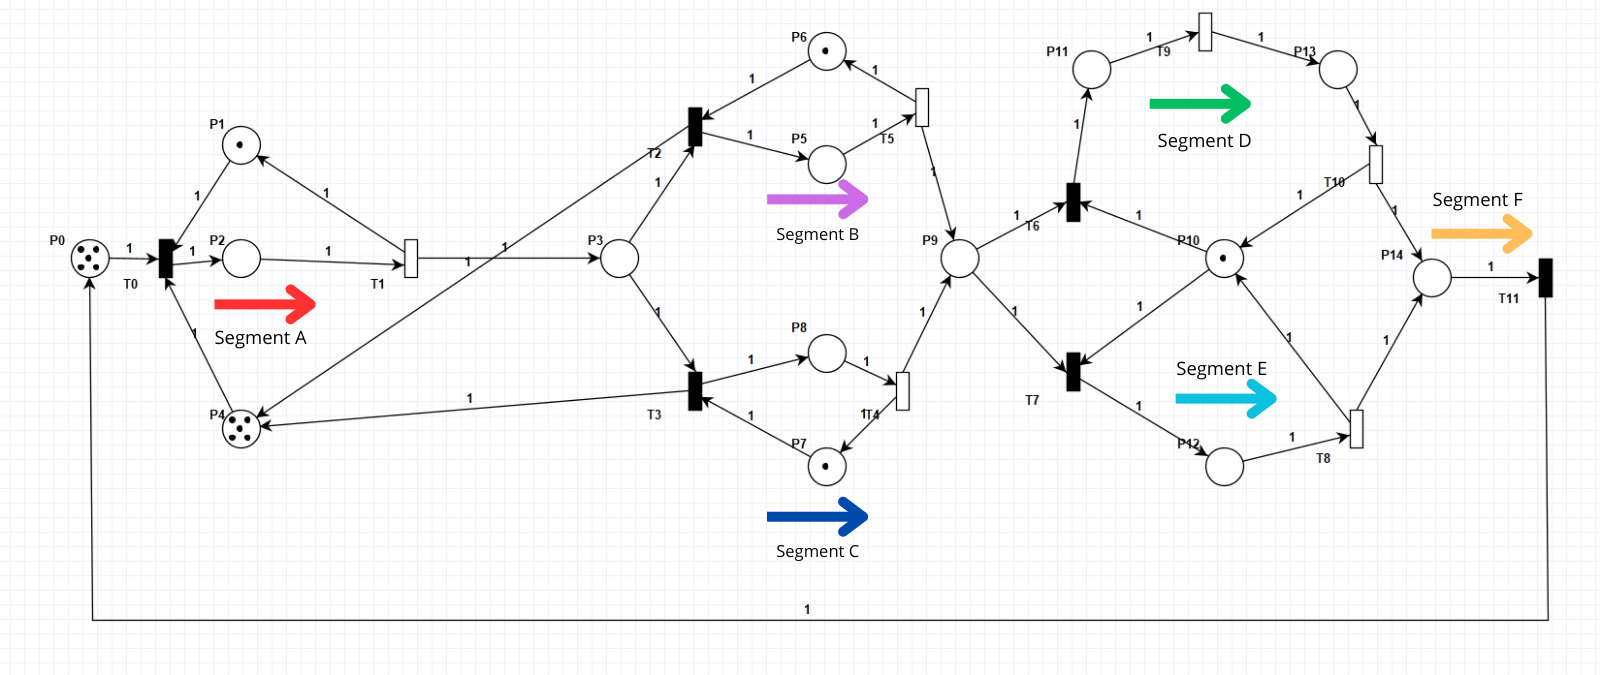 P6
1
1
P11
1
T9
1
P13
1
P1
1
1
P5
1
T5
1
T2
1
1
Segment B
Segment D
T10
1
1
Segment F
P0
1
T0
1
P2
1
T1
1
1
P3
P9
1
T6
1
P10
P14
1
T11
Segment A
1
1
P8
1
1
1
1
1
1
Segment E
P4
1
T3
1
1T4
P7
T7
1
P12
1
T8
Segment C
1